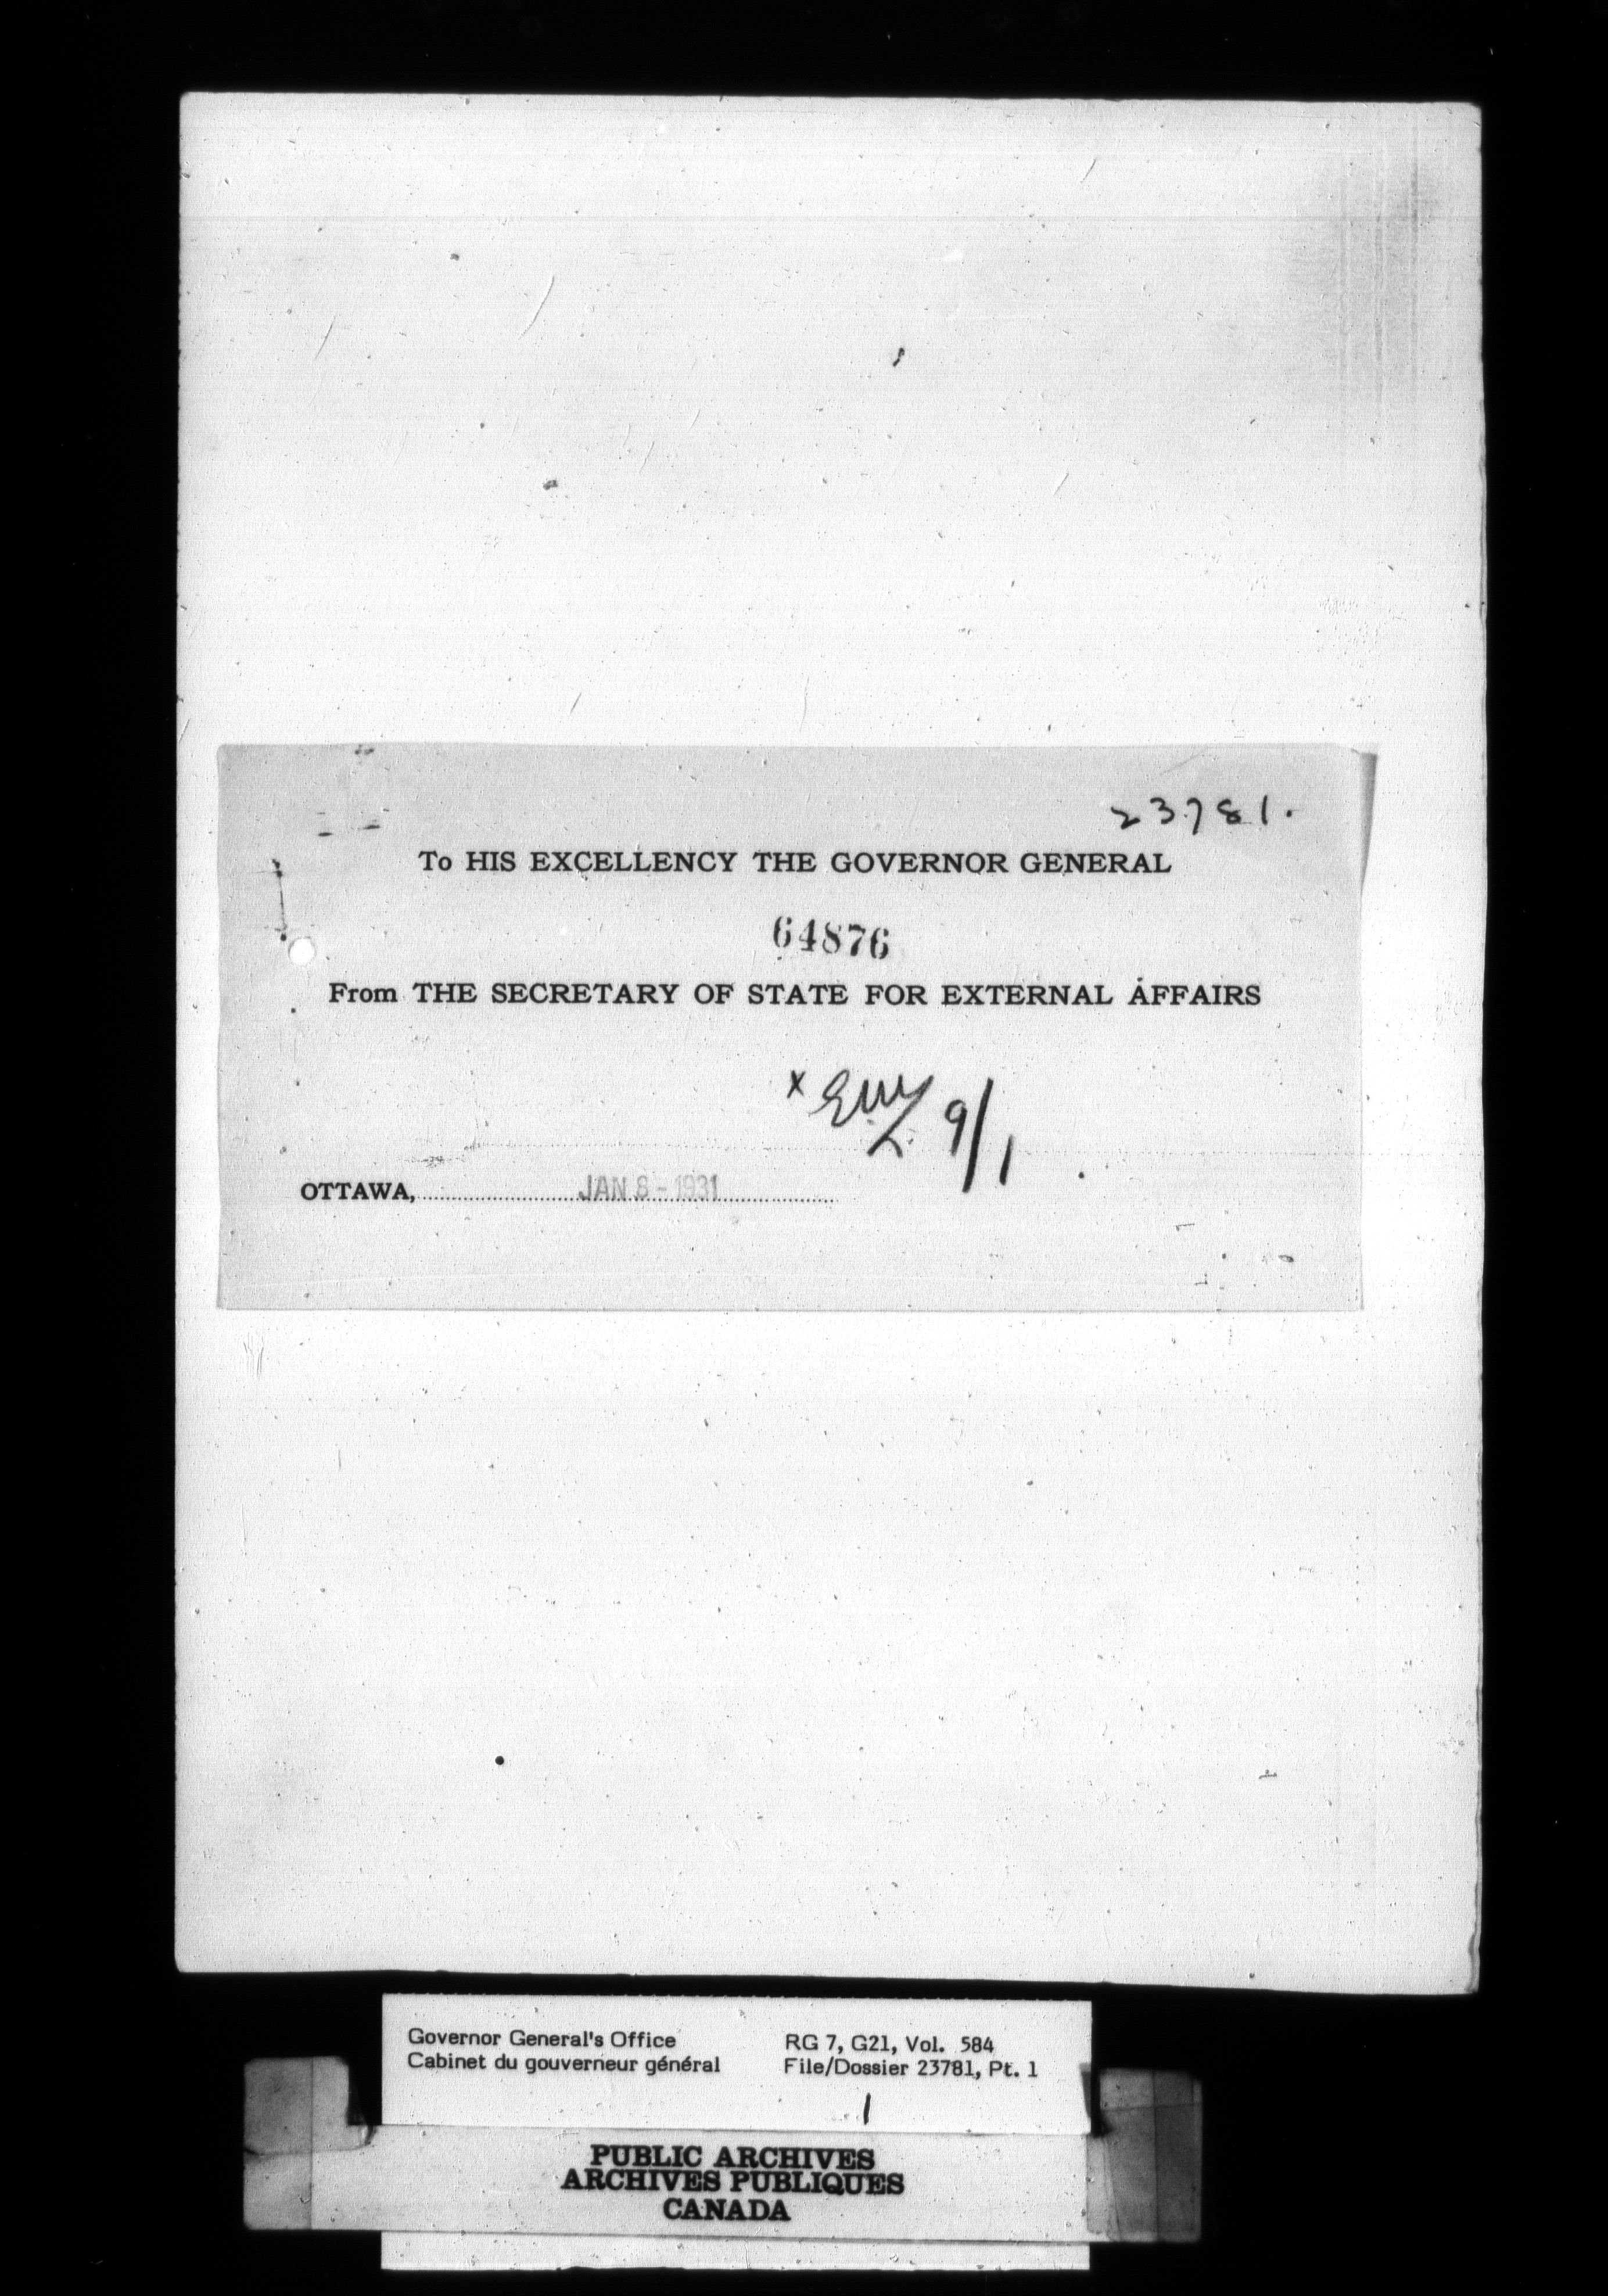 23781.
To HIS EXCELLENCY THE GOVERNOR GENERAL
64876
From THE SECRETARY OF STATE FOR EXTERNAL AFFAIRS
x 9/1
OTTAWA, JAN 8 - 1931
Governor General's Office RG 7, G21, Vol. 584
Cabinet du gouverneur général File/Dossier 23781, Pt. 1
1
PUBLIC ARCHIVES
ARCHIVES PUBLIQUES
CANADA